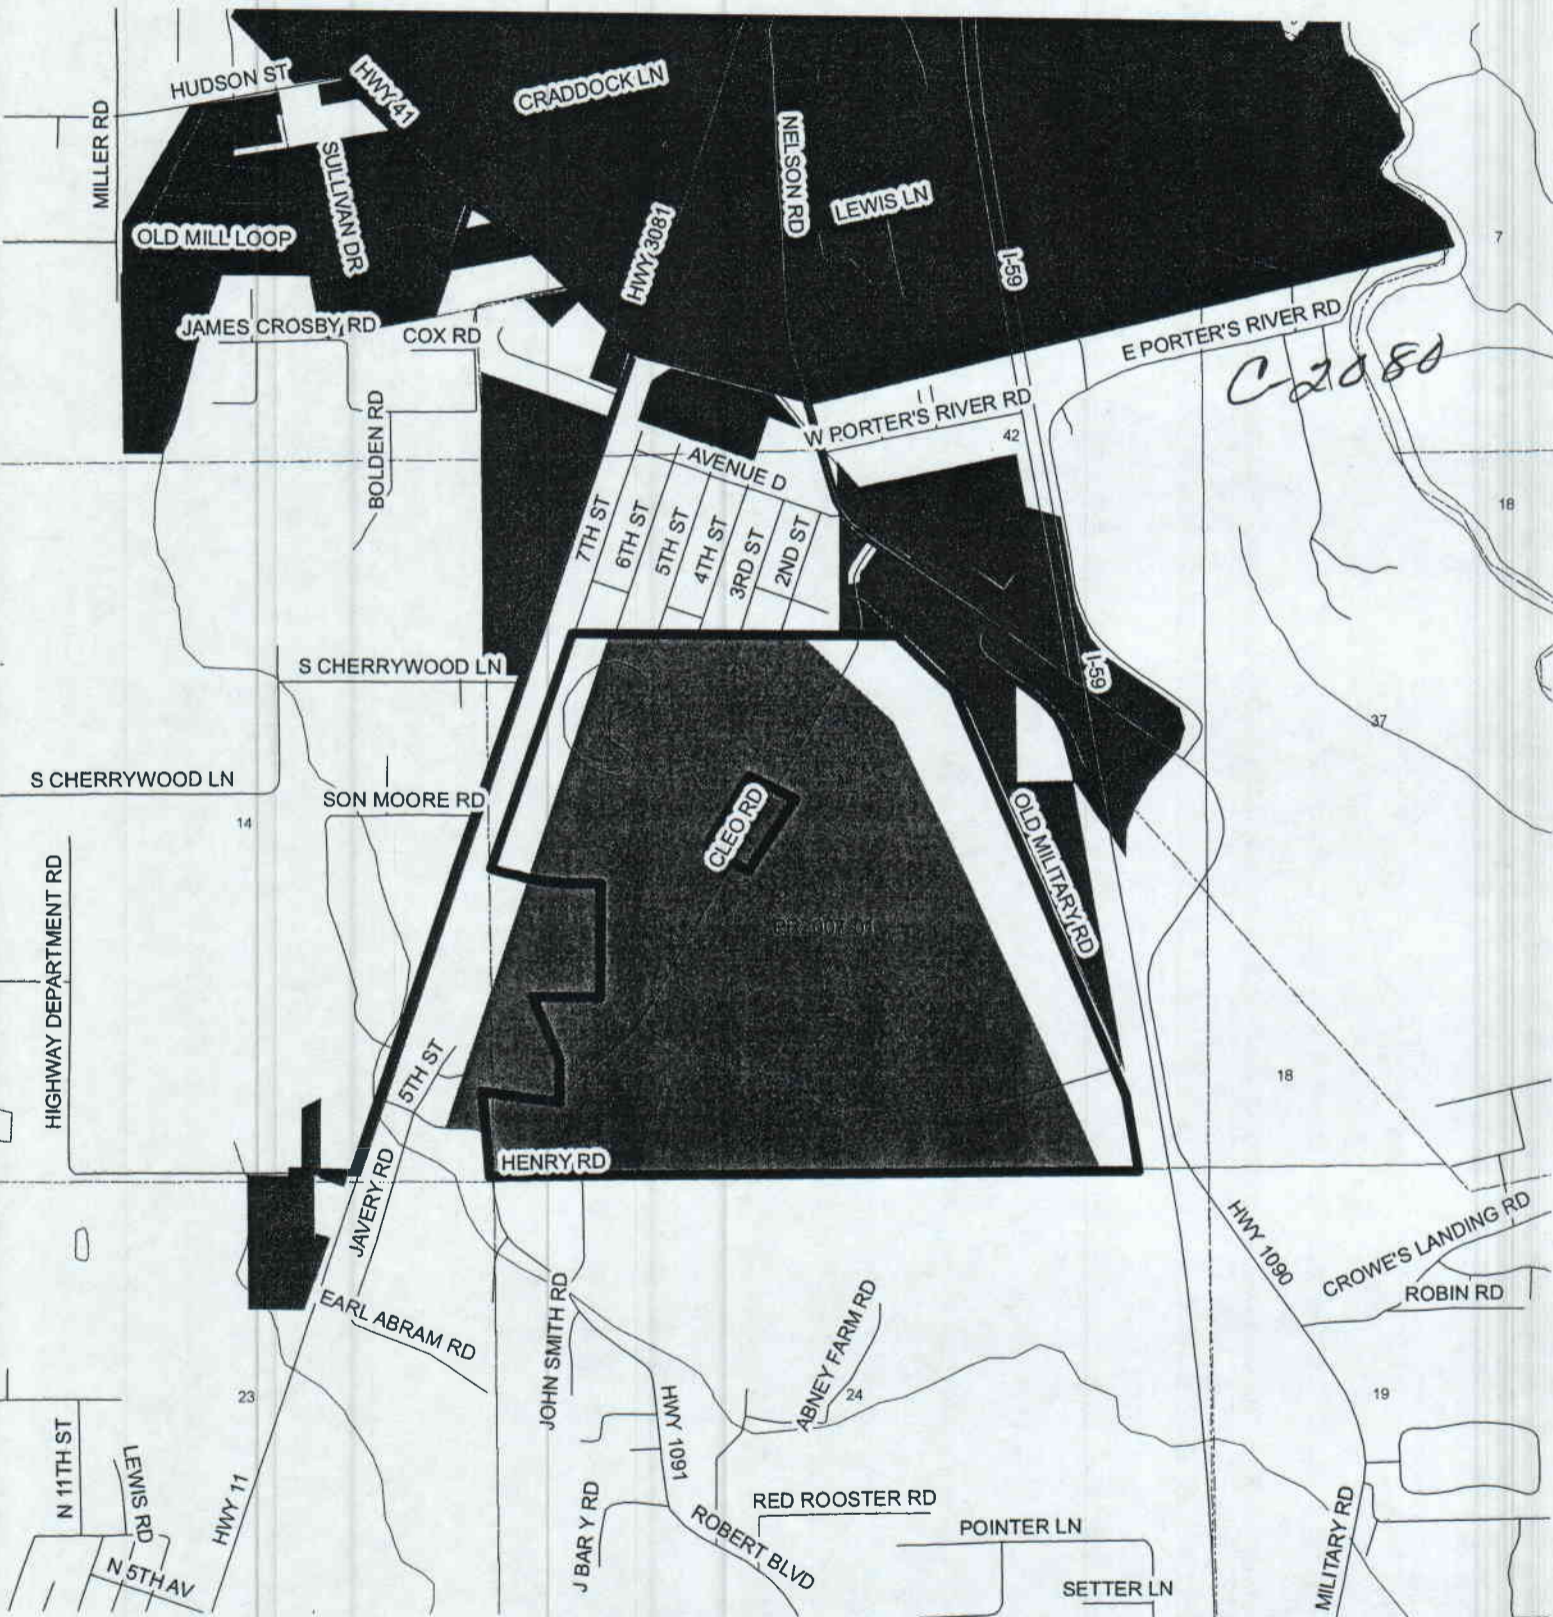 HUDSON ST
HWY 41
CRADDOCK LN
MILLER RD
SULLIVAN DR
NELSON RD
LEWIS LN
OLD MILL LOOP
HWY 3081
I-59
7
JAMES CROSBY RD
COX RD
E PORTER'S RIVER RD
C-2080
BOLDEN RD
W PORTER'S RIVER RD
42
AVENUE D
18
7TH ST
6TH ST
5TH ST
4TH ST
3RD ST
2ND ST
S CHERRYWOOD LN
I-59
37
S CHERRYWOOD LN
SON MOORE RD
14
CLEO RD
OLD MILITARY RD
HIGHWAY DEPARTMENT RD
5TH ST
18
HENRY RD
JAVERY RD
HWY 1090
CROWE'S LANDING RD
ROBIN RD
EARL ABRAM RD
JOHN SMITH RD
ABNEY FARM RD
23
24
19
N 11TH ST
LEWIS RD
HWY 11
HWY 1091
J BAR Y RD
RED ROOSTER RD
ROBERT BLVD
POINTER LN
MILITARY RD
N 5TH AV
SETTER LN